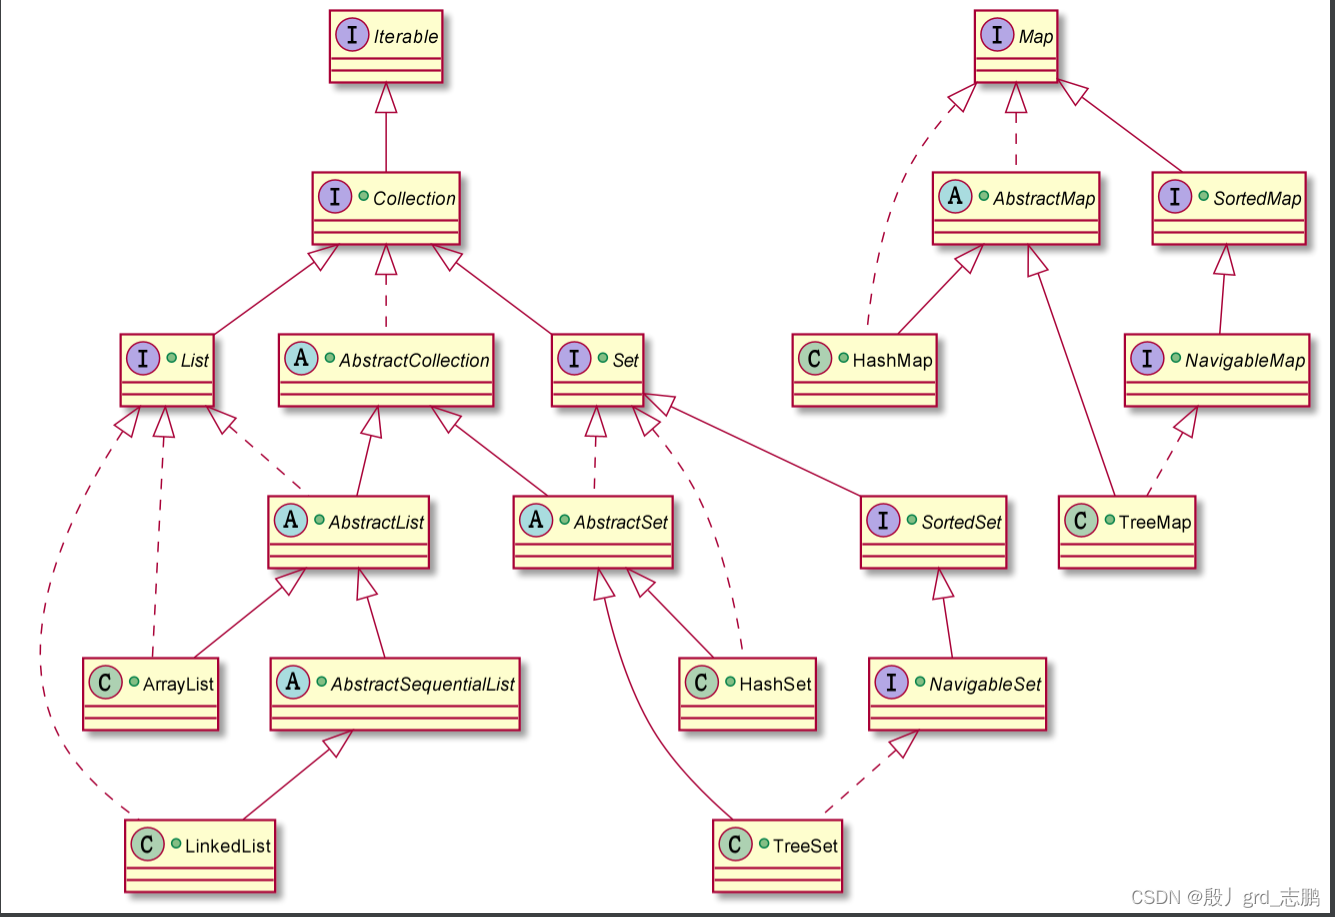 I Iterable
I Map
I Collection
A AbstractMap
I SortedMap
I List
A AbstractCollection
I Set
C HashMap
I NavigableMap
A AbstractList
A AbstractSet
I SortedSet
C TreeMap
C ArrayList
A AbstractSequentialList
C HashSet
I NavigableSet
C LinkedList
C TreeSet
CSDN @殷丿grd_志鹏